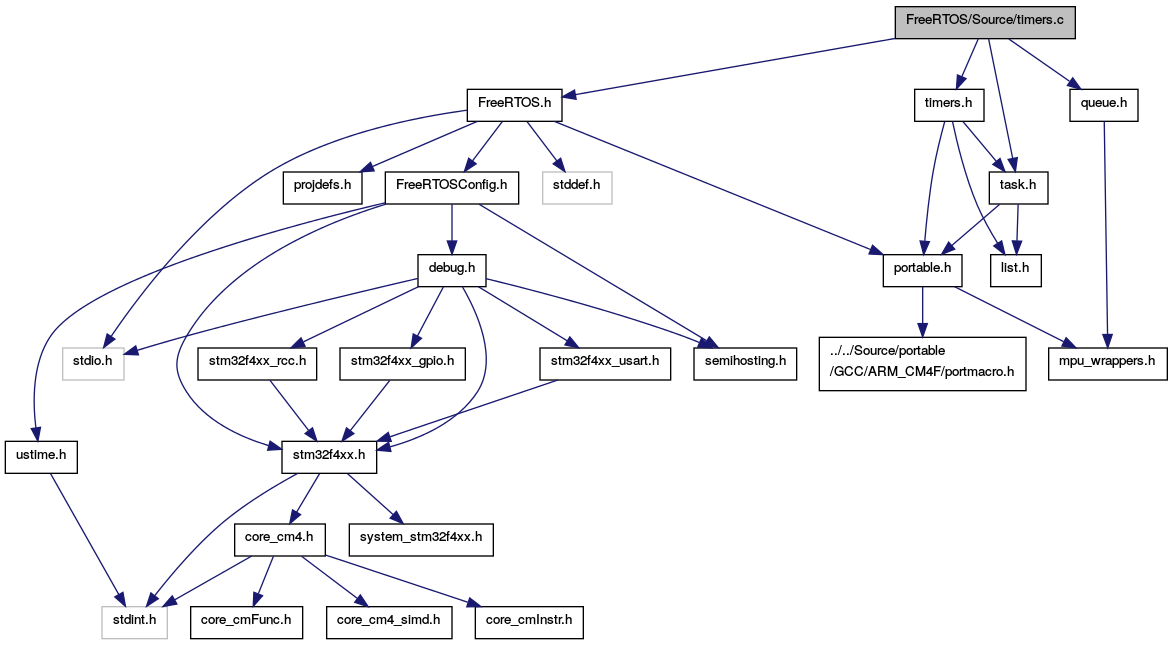 FreeRTOS/Source/timers.c
FreeRTOS.h
timers.h
queue.h
projdefs.h
FreeRTOSConfig.h
stddef.h
task.h
debug.h
portable.h
list.h
stdio.h
stm32f4xx_rcc.h
stm32f4xx_gpio.h
stm32f4xx_usart.h
semihosting.h
../../Source/portable
/GCC/ARM_CM4F/portmacro.h
mpu_wrappers.h
ustime.h
stm32f4xx.h
core_cm4.h
system_stm32f4xx.h
stdint.h
core_cmFunc.h
core_cm4_simd.h
core_cmInstr.h